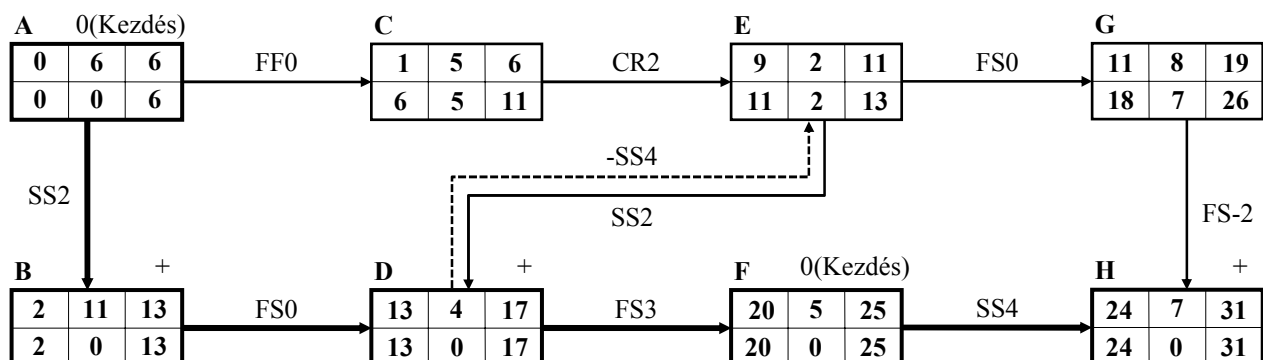 A 0(Kezdés) C E G
0 6 6 FF0 1 5 6 CR2 9 2 11 FS0 11 8 19
0 0 6 6 5 11 11 2 13 18 7 26
-SS4
SS2 SS2 FS-2
B + D + F 0(Kezdés) H +
2 11 13 FS0 13 4 17 FS3 20 5 25 SS4 24 7 31
2 0 13 13 0 17 20 0 25 24 0 31